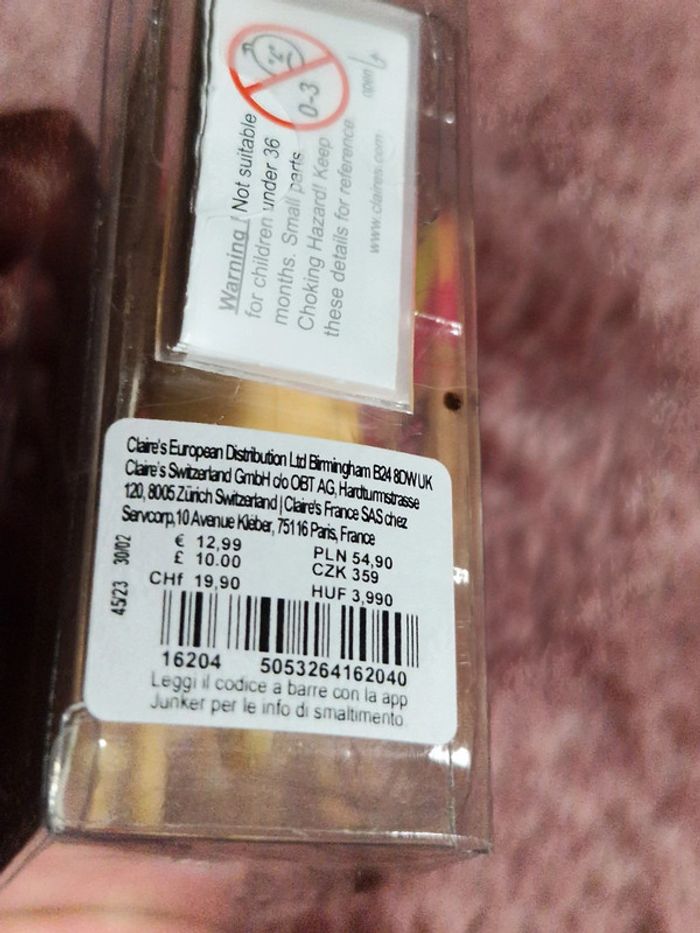 0-3
open
Warning ! Not suitable
for children under 36
months. Small parts
Choking Hazard! Keep
these details for reference
www.claires.com
Claire's European Distribution Ltd Birmingham B24 8DW UK
Claire's Switzerland GmbH c/o OBT AG, Hardturmstrasse
120, 8005 Zürich Switzerland | Claire's France SAS chez
Servcorp, 10 Avenue Kléber, 75116 Paris, France
45/23 30/02
€ 12,99
£ 10.00
CHf 19,90
PLN 54,90
CZK 359
HUF 3,990
16204 5053264162040
Leggi il codice a barre con la app
Junker per le info di smaltimento